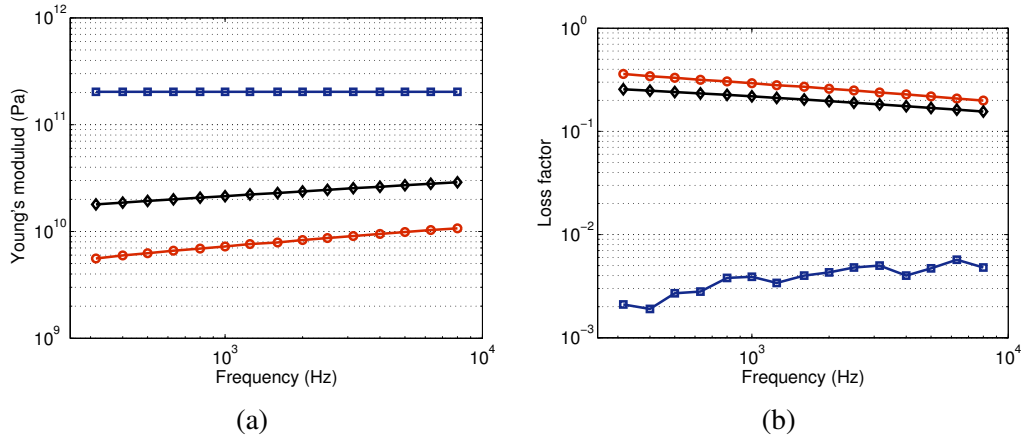 10^12
10^11
10^10
10^9
Young's modulud (Pa)
10^3
10^4
Frequency (Hz)
(a)
10^0
10^-1
10^-2
10^-3
Loss factor
10^3
10^4
Frequency (Hz)
(b)